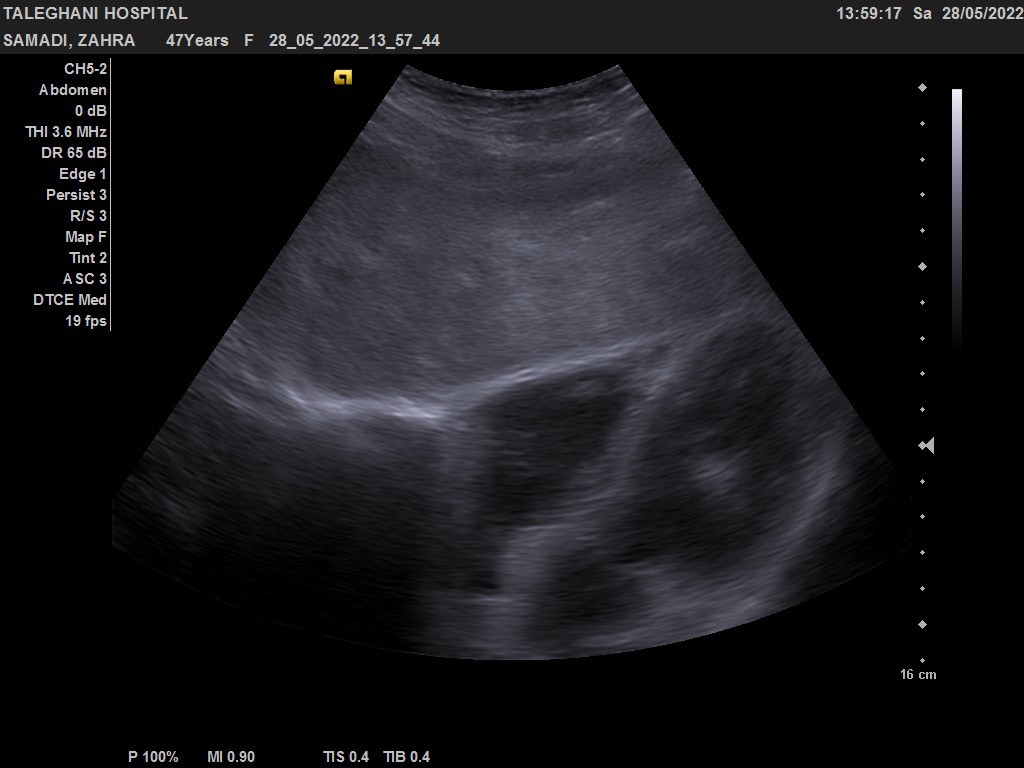 TALEGHANI HOSPITAL 13:59:17 Sa 28/05/2022
SAMADI, ZAHRA 47Years F 28_05_2022_13_57_44
CH5-2
Abdomen
0 dB
THI 3.6 MHz
DR 65 dB
Edge 1
Persist 3
R/S 3
Map F
Tint 2
ASC 3
DTCE Med
19 fps
16 cm
P 100% MI 0.90 TIS 0.4 TIB 0.4